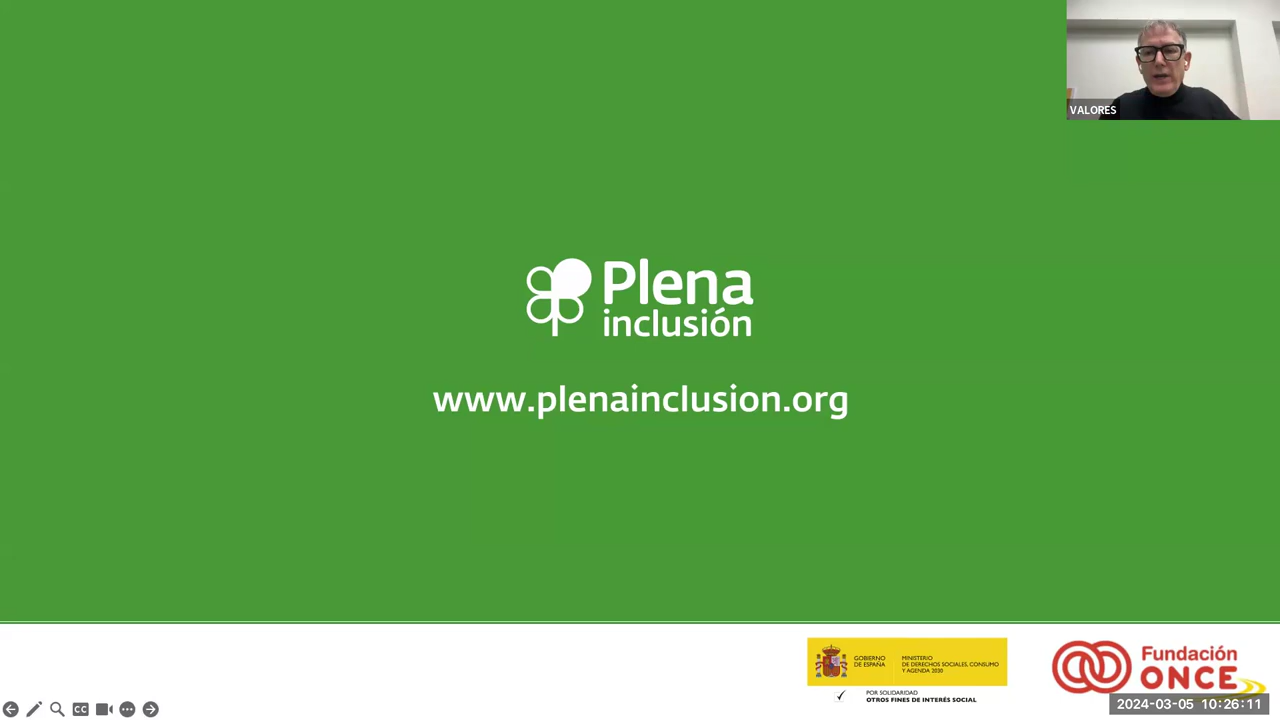 VALORES
Plena
inclusión
www.plenainclusion.org
GOBIERNO
DE ESPAÑA
MINISTERIO
DE DERECHOS SOCIALES, CONSUMO
Y AGENDA 2030
POR SOLIDARIDAD
OTROS FINES DE INTERÉS SOCIAL
Fundación
ONCE
CC
2024-03-05 10:26:11